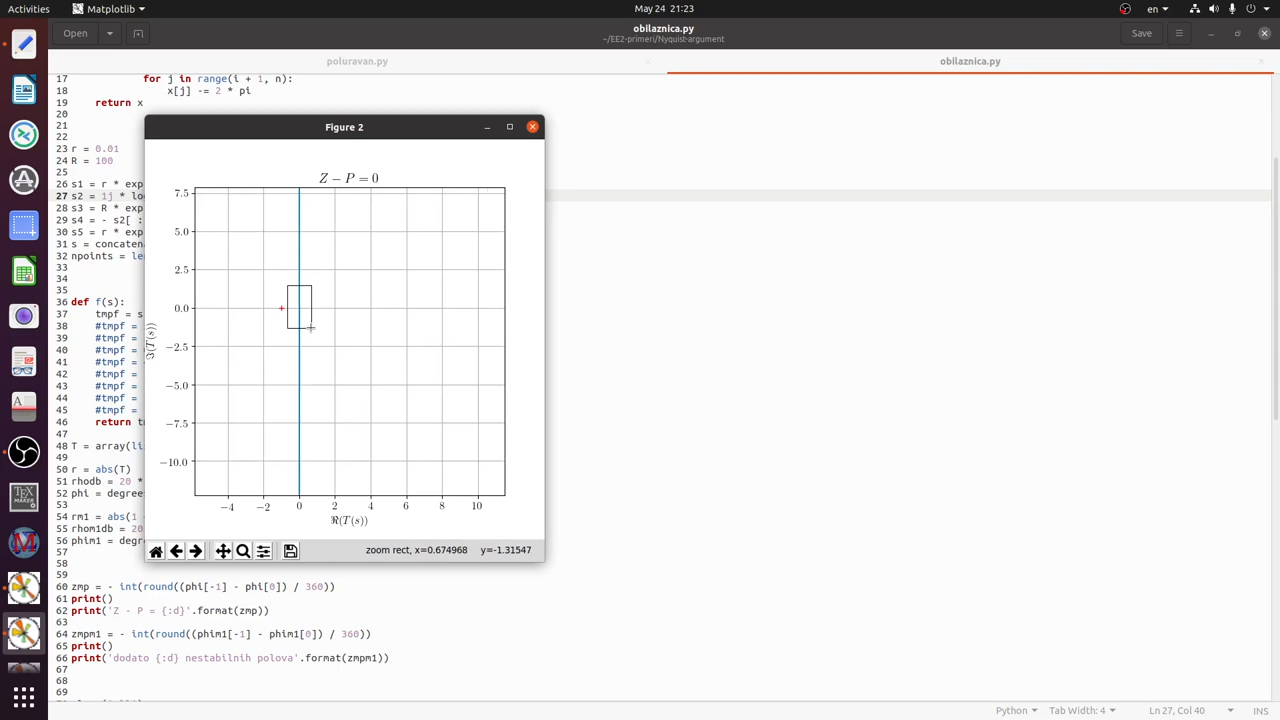 Activities
Matplotlib
May 24 21:23
en
Open
obilaznica.py
~/EE2-primeri/Nyquist-argument
Save
poluravan.py
obilaznica.py
17 for j in range(i + 1, n):
18 x[j] -= 2 * pi
19 return x
20
21
22
23 r = 0.01
24 R = 100
25
26 s1 = r * exp
27 s2 = 1j * lo
28 s3 = R * exp
29 s4 = - s2[ :
30 s5 = r * exp
31 s = concatena
32 npoints = le
33
34
35
36 def f(s):
37 tmpf = s
38 #tmpf =
39 #tmpf =
40 #tmpf =
41 #tmpf =
42 #tmpf =
43 #tmpf =
44 #tmpf =
45 #tmpf =
46 return t
47
48 T = array(li
49
50 r = abs(T)
51 rhodb = 20 *
52 phi = degree
53
54 rm1 = abs(1
55 rhom1db = 20
56 phim1 = degr
57
58
59
60 zmp = - int(round((phi[-1] - phi[0]) / 360))
61 print()
62 print('Z - P = {:d}'.format(zmp))
63
64 zmpm1 = - int(round((phim1[-1] - phim1[0]) / 360))
65 print()
66 print('dodato {:d} nestabilnih polova'.format(zmpm1))
67
68
69
Figure 2
Z − P = 0
7.5
5.0
2.5
0.0
−2.5
−5.0
−7.5
−10.0
ℑ(T(s))
−4 −2 0 2 4 6 8 10
ℜ(T(s))
zoom rect, x=0.674968 y=-1.31547
Python
Tab Width: 4
Ln 27, Col 40
INS